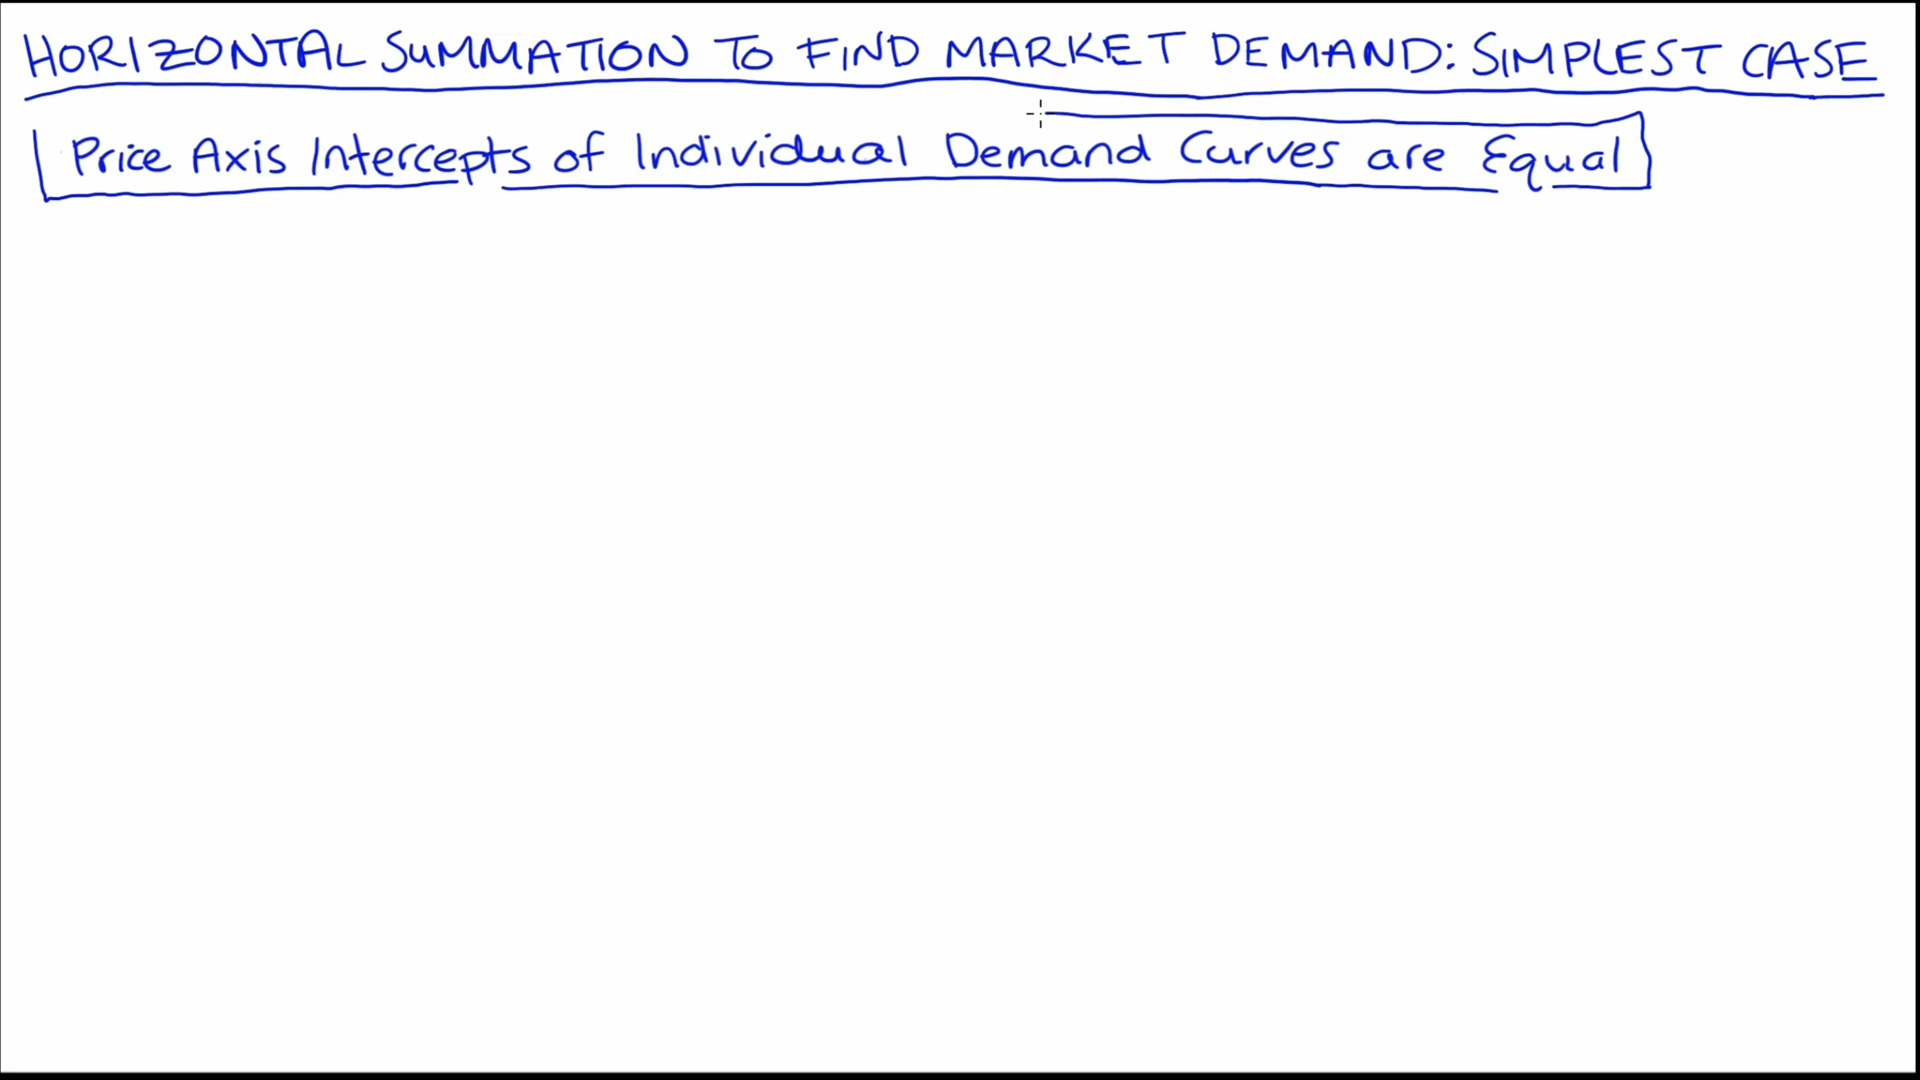 HORIZONTAL SUMMATION TO FIND MARKET DEMAND: SIMPLEST CASE
Price Axis Intercepts of Individual Demand Curves are Equal